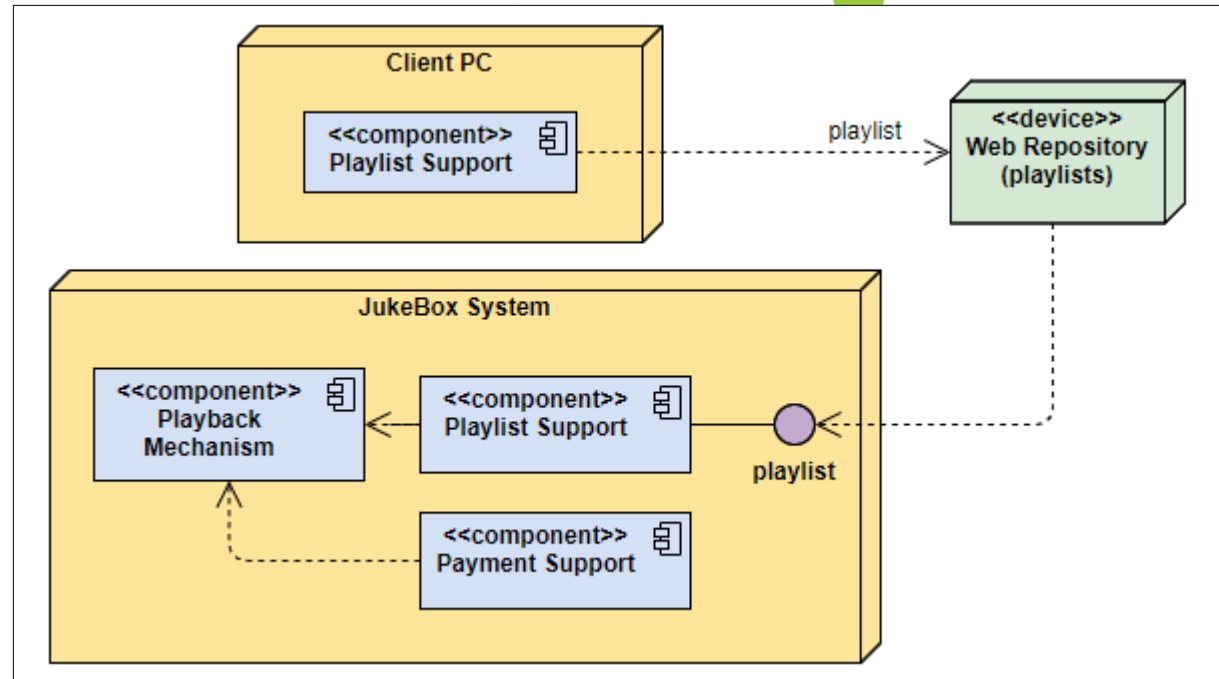 Client PC
<<component>>
Playlist Support
playlist
<<device>>
Web Repository
(playlists)
JukeBox System
<<component>>
Playback
Mechanism
<<component>>
Playlist Support
playlist
<<component>>
Payment Support